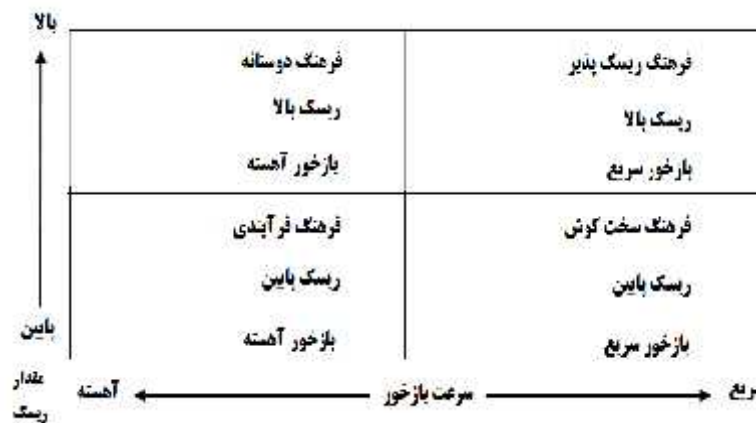 بالا
فرهنگ ریسک پذیر
فرهنگ دوستانه
ریسک بالا
ریسک بالا
بازخور سریع
بازخور آهسته
فرهنگ سخت کوش
فرهنگ فرآیندی
ریسک پایین
ریسک پایین
بازخور سریع
بازخور آهسته
پایین
مقدار
ریسک
سریع
سرعت بازخور
آهسته